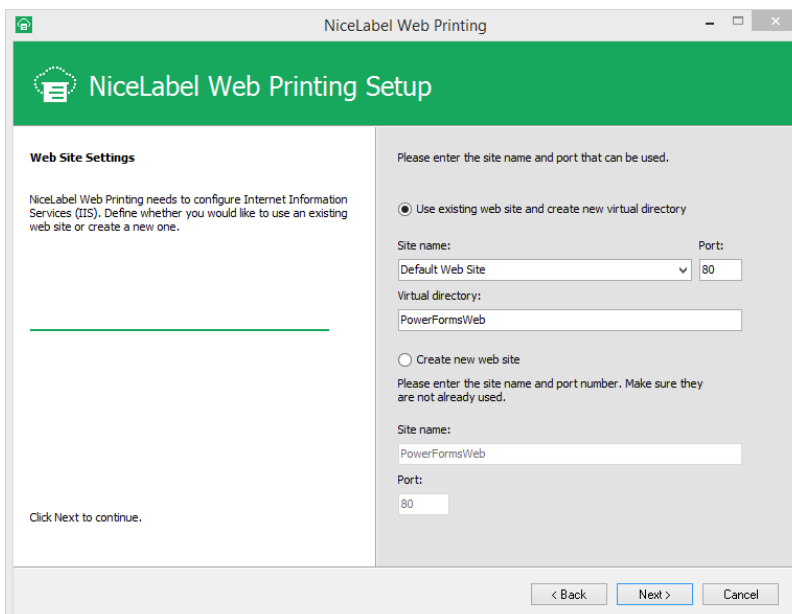 NiceLabel Web Printing
NiceLabel Web Printing Setup
Web Site Settings
NiceLabel Web Printing needs to configure Internet Information
Services (IIS). Define whether you would like to use an existing
web site or create a new one.
Click Next to continue.
Please enter the site name and port that can be used.
Use existing web site and create new virtual directory
Site name: Port:
Default Web Site 80
Virtual directory:
PowerFormsWeb
Create new web site
Please enter the site name and port number. Make sure they
are not already used.
Site name:
PowerFormsWeb
Port:
80
< Back Next > Cancel